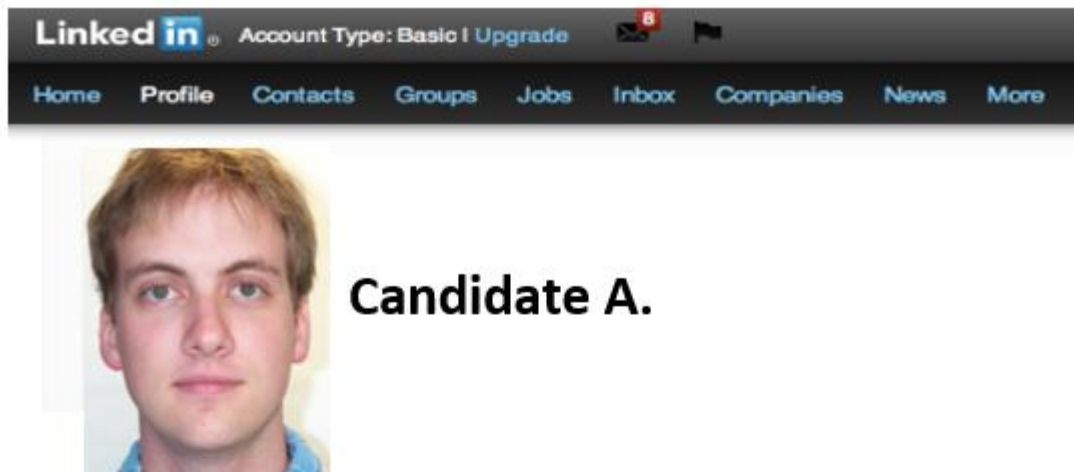 Linked in ® Account Type: Basic | Upgrade 8
Home Profile Contacts Groups Jobs Inbox Companies News More
Candidate A.